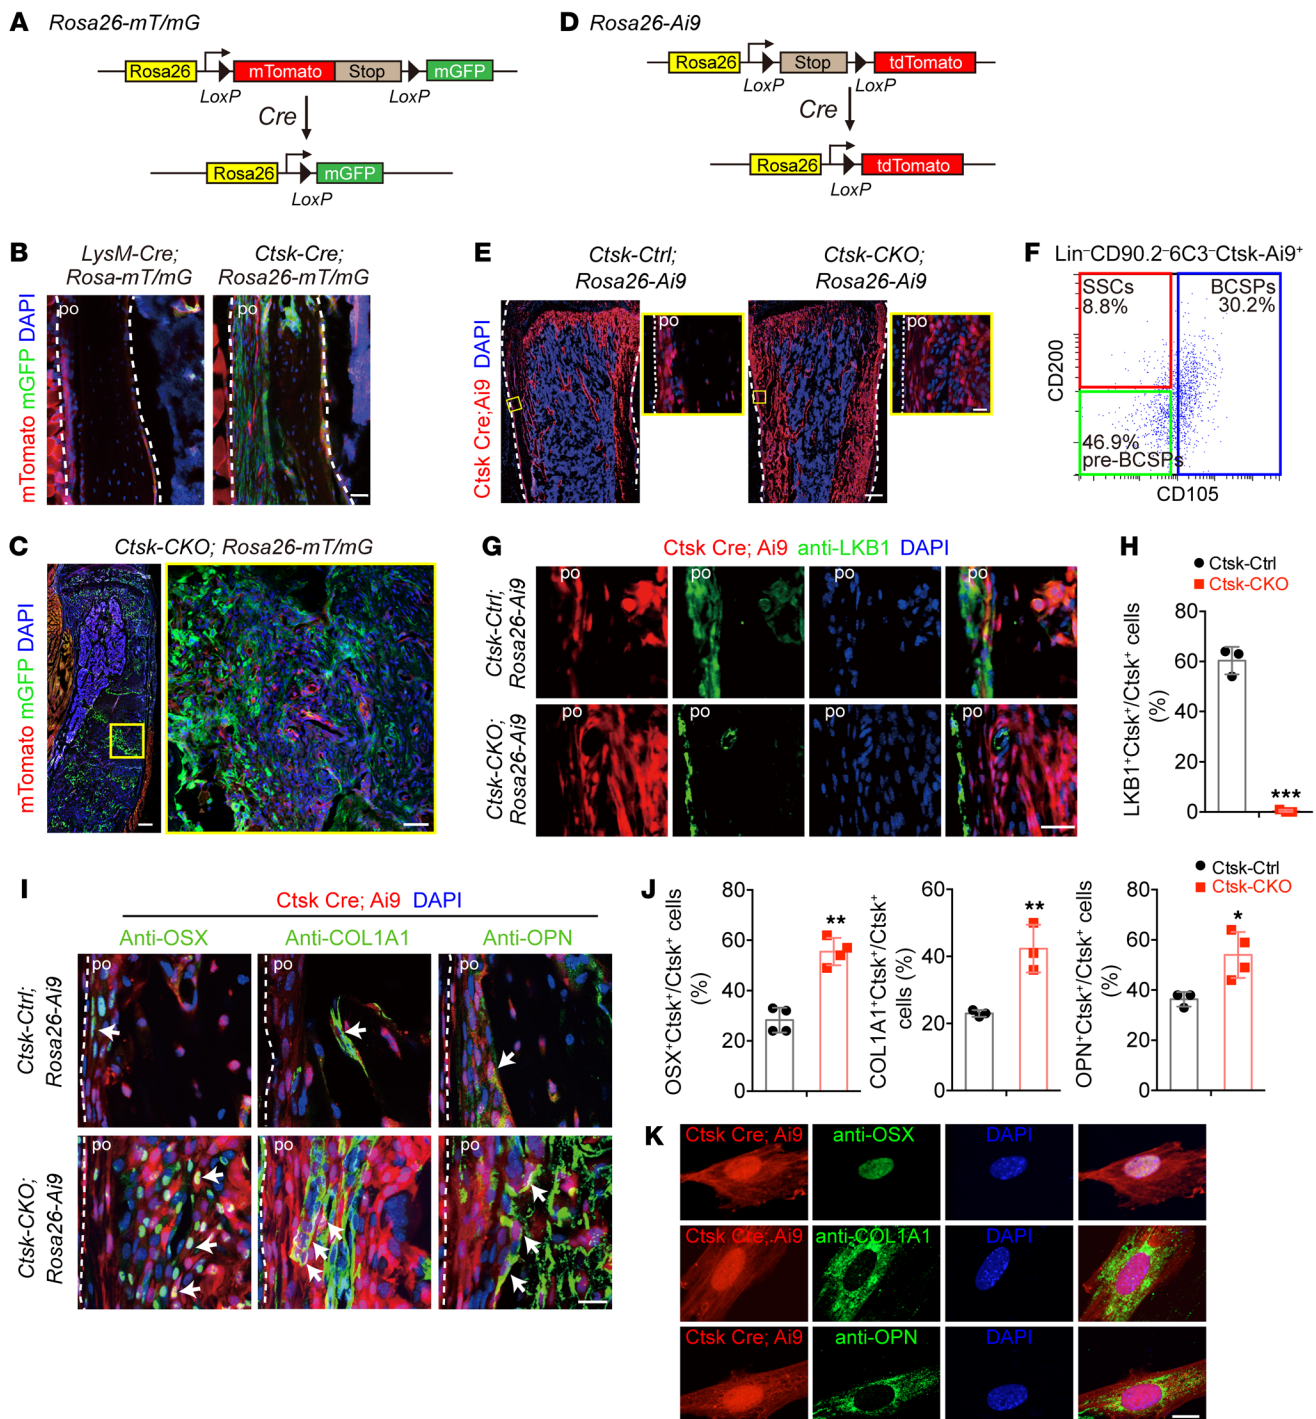 A Rosa26-mT/mG
Rosa26 mTomato Stop mGFP
LoxP LoxP
Cre
Rosa26 mGFP
LoxP
D Rosa26-Ai9
Rosa26 Stop tdTomato
LoxP LoxP
Cre
Rosa26 tdTomato
LoxP
B
LysM-Cre;
Rosa-mT/mG
Ctsk-Cre;
Rosa26-mT/mG
mTomato mGFP DAPI
po
po
E
Ctsk-Ctrl;
Rosa26-Ai9
Ctsk-CKO;
Rosa26-Ai9
Ctsk Cre;Ai9 DAPI
po
po
F Lin–CD90.2–6C3–Ctsk-Ai9+
SSCs
8.8%
BCSPs
30.2%
46.9%
pre-BCSPs
CD200
CD105
C Ctsk-CKO; Rosa26-mT/mG
mTomato mGFP DAPI
G Ctsk Cre; Ai9 anti-LKB1 DAPI
Ctsk-Ctrl;
Rosa26-Ai9
po po po po
Ctsk-CKO;
Rosa26-Ai9
po po po po
H
Ctsk-Ctrl
Ctsk-CKO
LKB1+Ctsk+/Ctsk+ cells
(%)
80
60
40
20
0
***
I
Ctsk Cre; Ai9 DAPI
Anti-OSX Anti-COL1A1 Anti-OPN
Ctsk-Ctrl;
Rosa26-Ai9
po po po
Ctsk-CKO;
Rosa26-Ai9
po po po
J
Ctsk-Ctrl
Ctsk-CKO
OSX+Ctsk+/Ctsk+ cells
(%)
80
60
40
20
0
**
COL1A1+Ctsk+/Ctsk+
cells (%)
60
40
20
0
**
OPN+Ctsk+/Ctsk+ cells
(%)
80
60
40
20
0
*
K
Ctsk Cre; Ai9 anti-OSX DAPI
Ctsk Cre; Ai9 anti-COL1A1 DAPI
Ctsk Cre; Ai9 anti-OPN DAPI